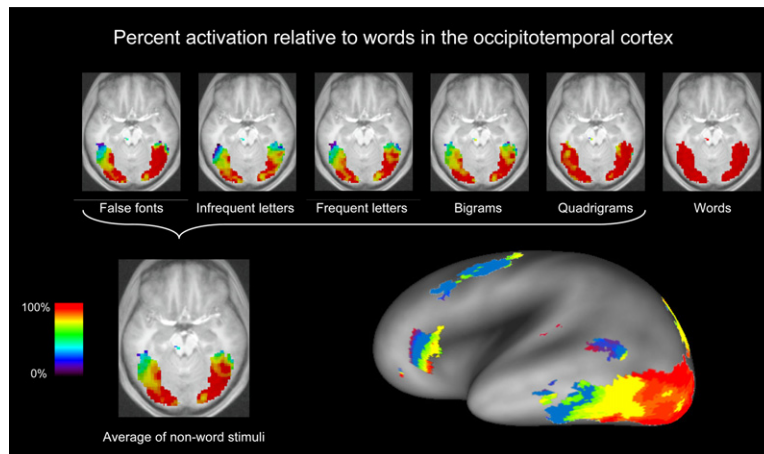 Percent activation relative to words in the occipitotemporal cortex
False fonts Infrequent letters Frequent letters Bigrams Quadrigrams Words
100%
0%
Average of non-word stimuli